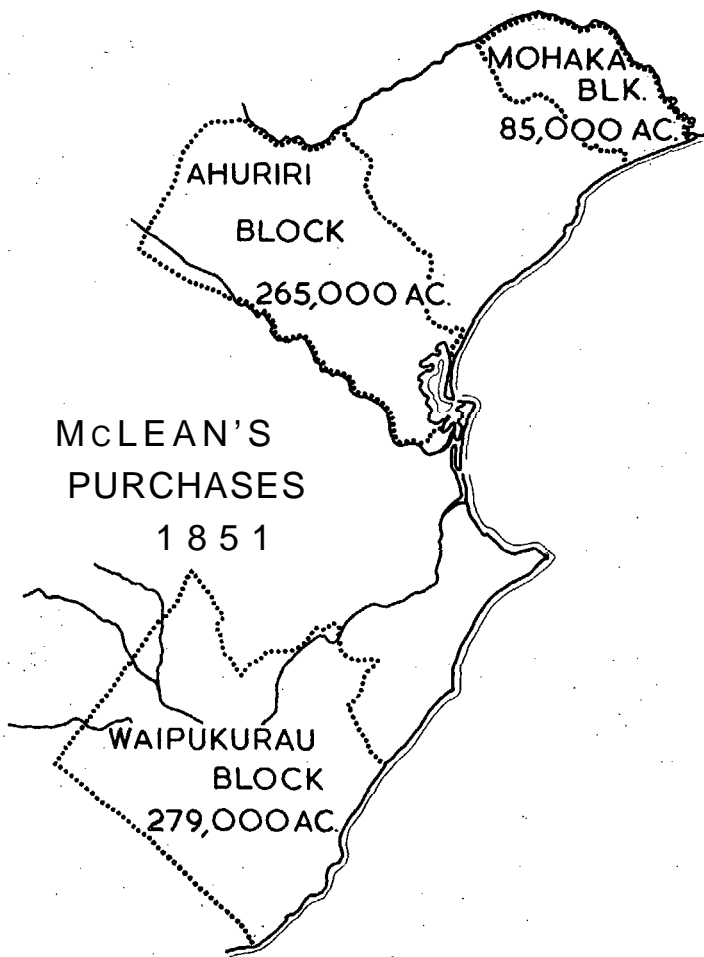 MOHAKA
BLK.
85,000 AC.
AHURIRI
BLOCK
265,000 AC.
McLEAN'S
PURCHASES
1851
WAIPUKURAU
BLOCK
279,000 AC.